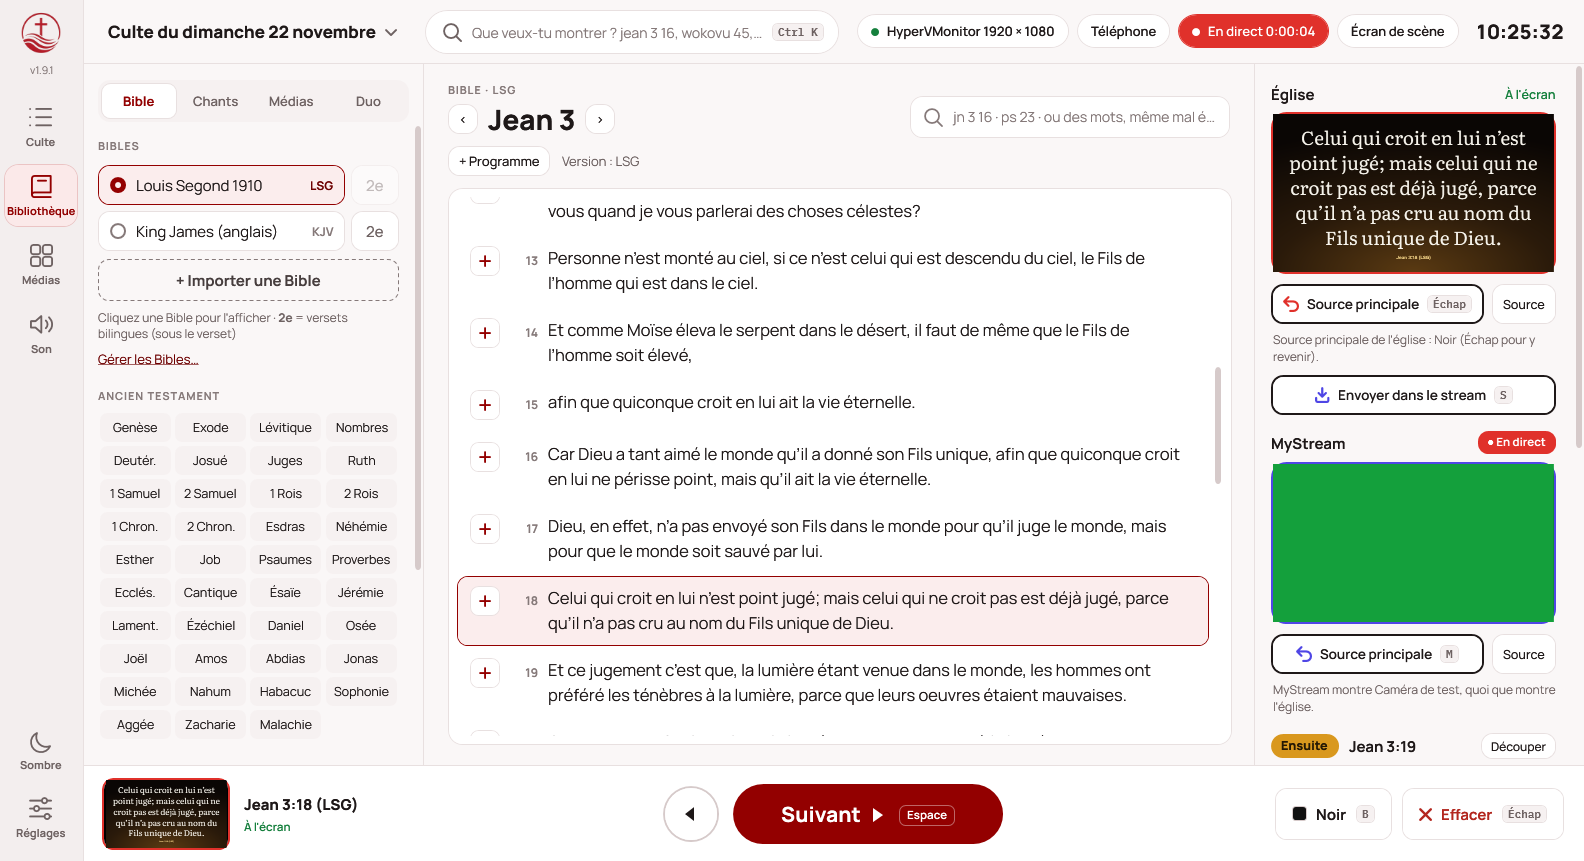 Culte du dimanche 22 novembre
Que veux-tu montrer ? jean 3 16, wokovu 45,... Ctrl K
HyperVMonitor 1920 × 1080
Téléphone
En direct 0:00:04
Écran de scène
10:25:32
v1.9.1
Culte
Bibliothèque
Médias
Son
Sombre
Réglages
Bible Chants Médias Duo
BIBLES
Louis Segond 1910 LSG 2e
King James (anglais) KJV 2e
+ Importer une Bible
Cliquez une Bible pour l'afficher · 2e = versets
bilingues (sous le verset)
Gérer les Bibles...
ANCIEN TESTAMENT
Genèse Exode Lévitique Nombres
Deutér. Josué Juges Ruth
1 Samuel 2 Samuel 1 Rois 2 Rois
1 Chron. 2 Chron. Esdras Néhémie
Esther Job Psaumes Proverbes
Ecclés. Cantique Ésaïe Jérémie
Lament. Ézéchiel Daniel Osée
Joël Amos Abdias Jonas
Michée Nahum Habacuc Sophonie
Aggée Zacharie Malachie
BIBLE · LSG
‹ Jean 3 ›
jn 3 16 · ps 23 · ou des mots, même mal é...
+ Programme Version : LSG
vous quand je vous parlerai des choses célestes?
+ 13 Personne n’est monté au ciel, si ce n’est celui qui est descendu du ciel, le Fils de
l’homme qui est dans le ciel.
+ 14 Et comme Moïse éleva le serpent dans le désert, il faut de même que le Fils de
l’homme soit élevé,
+ 15 afin que quiconque croit en lui ait la vie éternelle.
+ 16 Car Dieu a tant aimé le monde qu’il a donné son Fils unique, afin que quiconque croit
en lui ne périsse point, mais qu’il ait la vie éternelle.
+ 17 Dieu, en effet, n’a pas envoyé son Fils dans le monde pour qu’il juge le monde, mais
pour que le monde soit sauvé par lui.
+ 18 Celui qui croit en lui n’est point jugé; mais celui qui ne croit pas est déjà jugé, parce
qu’il n’a pas cru au nom du Fils unique de Dieu.
+ 19 Et ce jugement c’est que, la lumière étant venue dans le monde, les hommes ont
préféré les ténèbres à la lumière, parce que leurs oeuvres étaient mauvaises.
Église À l'écran
Celui qui croit en lui n’est
point jugé; mais celui qui ne
croit pas est déjà jugé, parce
qu’il n’a pas cru au nom du
Fils unique de Dieu.
Jean 3:18 (LSG)
Source principale Échap Source
Source principale de l'église : Noir (Échap pour y
revenir).
Envoyer dans le stream S
MyStream En direct
Source principale M Source
MyStream montre Caméra de test, quoi que montre
l'église.
Ensuite Jean 3:19 Découper
Celui qui croit en lui n’est
point jugé; mais celui qui ne
croit pas est déjà jugé, parce
qu’il n’a pas cru au nom du
Fils unique de Dieu.
Jean 3:18 (LSG)
À l'écran
Suivant Espace
Noir B
Effacer Échap